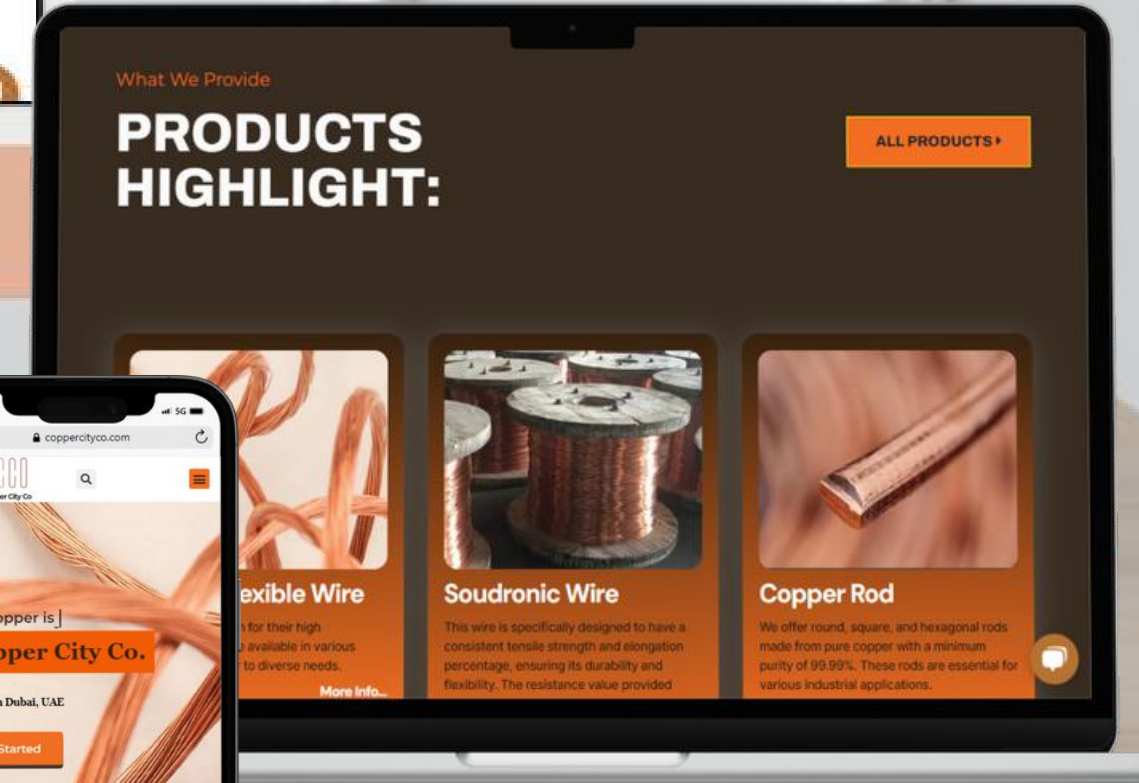 What We Provide
PRODUCTS
HIGHLIGHT:
ALL PRODUCTS
exible Wire
for their high
available in various
to diverse needs.
More Info...
Soudronic Wire
This wire is specifically designed to have a
consistent tensile strength and elongation
percentage, ensuring its durability and
flexibility. The resistance value provided
Copper Rod
We offer round, square, and hexagonal rods
made from pure copper with a minimum
purity of 99.99%. These rods are essential for
various industrial applications.
5G
coppercityco.com
CCO
er City Co
opper is
pper City Co.
Dubai, UAE
Started